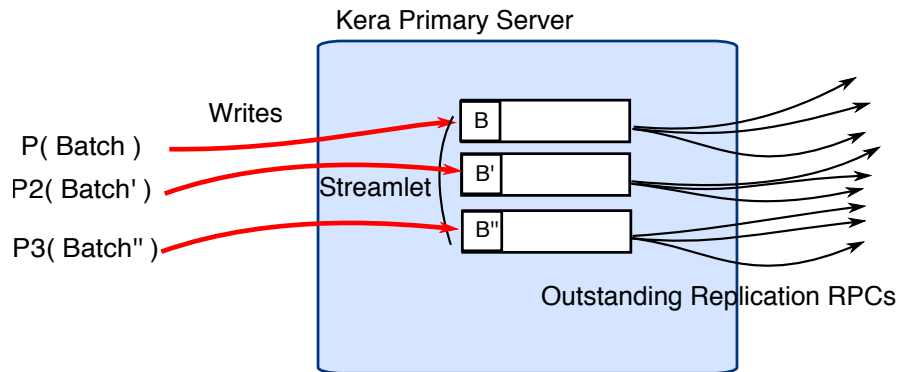 Kera Primary Server
Writes
P( Batch )
B
P2( Batch' )
B'
Streamlet
P3( Batch'' )
B''
Outstanding Replication RPCs